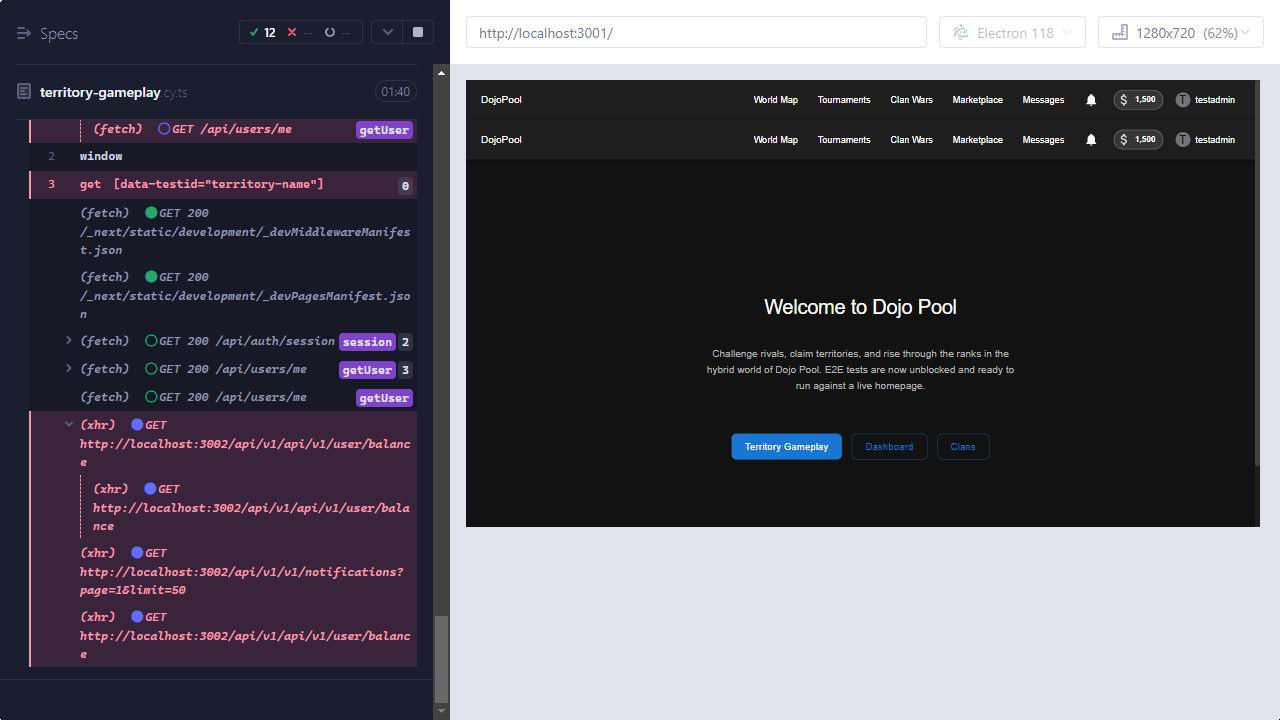 Specs
12
--
--
territory-gameplay.cy.ts
01:40
(fetch) GET /api/users/me getUser
2 window
3 get [data-testid="territory-name"] 0
(fetch) GET 200
/_next/static/development/_devMiddlewareManifes
t.json
(fetch) GET 200
/_next/static/development/_devPagesManifest.jso
n
(fetch) GET 200 /api/auth/session session 2
(fetch) GET 200 /api/users/me getUser 3
(fetch) GET 200 /api/users/me getUser
(xhr) GET
http://localhost:3002/api/v1/api/v1/user/balanc
e
(xhr) GET
http://localhost:3002/api/v1/api/v1/user/bala
nce
(xhr) GET
http://localhost:3002/api/v1/v1/notifications?
page=1&limit=50
(xhr) GET
http://localhost:3002/api/v1/api/v1/user/balanc
e
http://localhost:3001/
Electron 118
1280x720 (62%)
DojoPool World Map Tournaments Clan Wars Marketplace Messages $ 1,500 T testadmin
DojoPool World Map Tournaments Clan Wars Marketplace Messages $ 1,500 T testadmin
Welcome to Dojo Pool
Challenge rivals, claim territories, and rise through the ranks in the
hybrid world of Dojo Pool. E2E tests are now unblocked and ready to
run against a live homepage.
Territory Gameplay Dashboard Clans